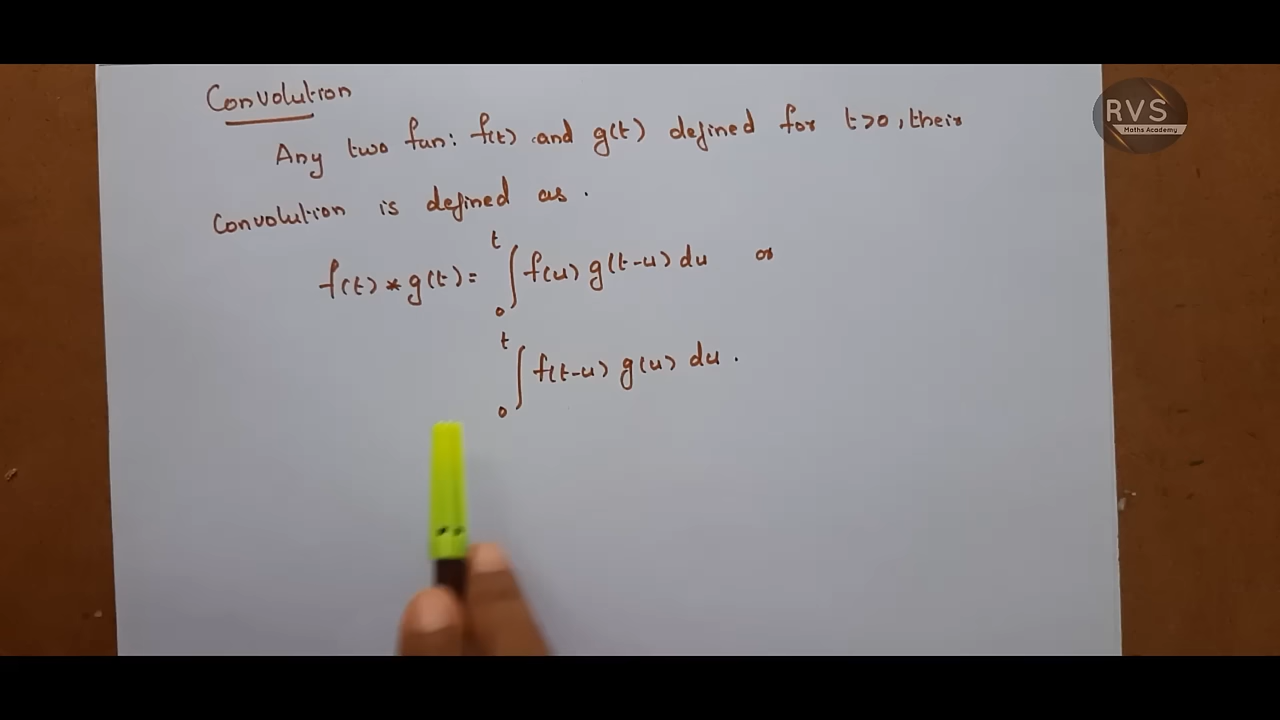 Convolution
Any two fun: f(t) and g(t) defined for t>0, their
Convolution is defined as.
f(t) * g(t) = ∫₀ᵗ f(u) g(t-u) du or
∫₀ᵗ f(t-u) g(u) du.
RVS
Maths Academy